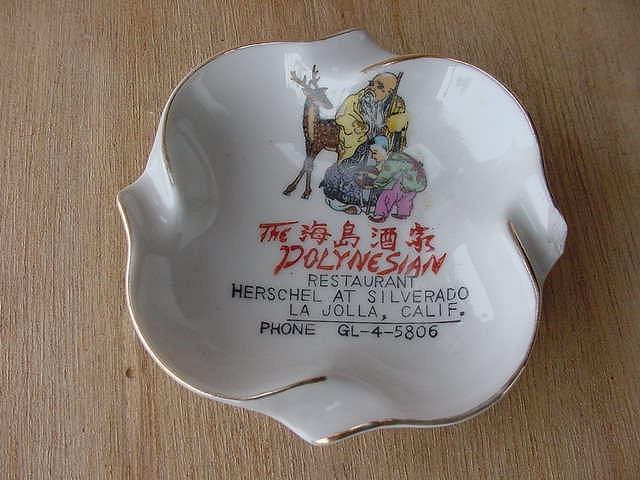 THE 海島酒家
POLYNESIAN
RESTAURANT
HERSCHEL AT SILVERADO
LA JOLLA, CALIF.
PHONE GL-4-5806